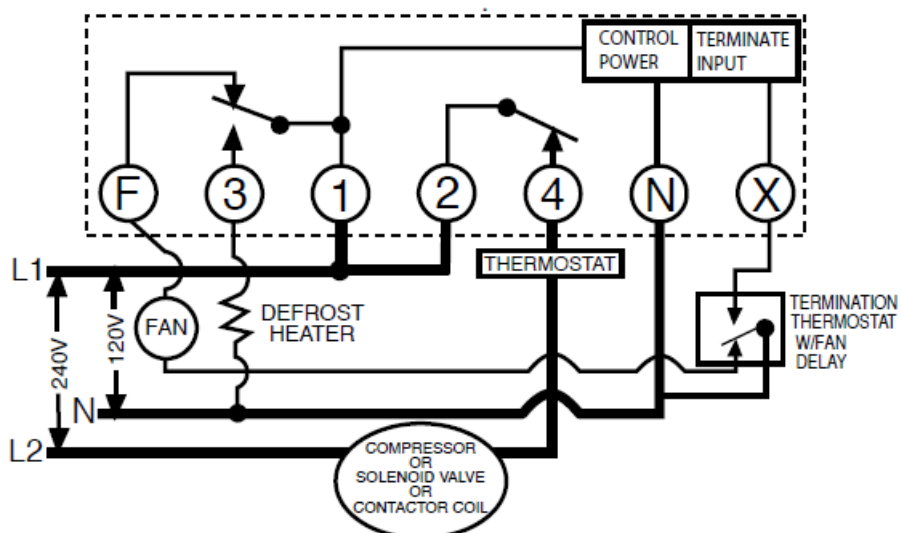 CONTROL
POWER
TERMINATE
INPUT
F
3
1
2
4
N
X
L1
THERMOSTAT
240V
120V
FAN
DEFROST
HEATER
TERMINATION
THERMOSTAT
W/FAN
DELAY
N
L2
COMPRESSOR
OR
SOLENOID VALVE
OR
CONTACTOR COIL